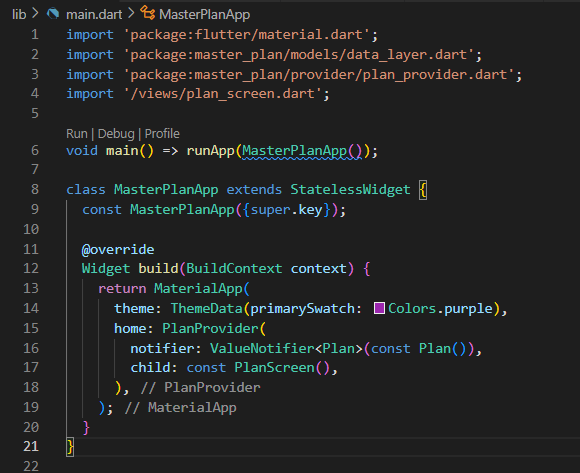 lib > main.dart > MasterPlanApp
1 import 'package:flutter/material.dart';
2 import 'package:master_plan/models/data_layer.dart';
3 import 'package:master_plan/provider/plan_provider.dart';
4 import '/views/plan_screen.dart';
5
Run | Debug | Profile
6 void main() => runApp(MasterPlanApp());
7
8 class MasterPlanApp extends StatelessWidget {
9   const MasterPlanApp({super.key});
10
11   @override
12   Widget build(BuildContext context) {
13     return MaterialApp(
14       theme: ThemeData(primarySwatch: Colors.purple),
15       home: PlanProvider(
16         notifier: ValueNotifier<Plan>(const Plan()),
17         child: const PlanScreen(),
18       ), // PlanProvider
19     ); // MaterialApp
20   }
21 }
22